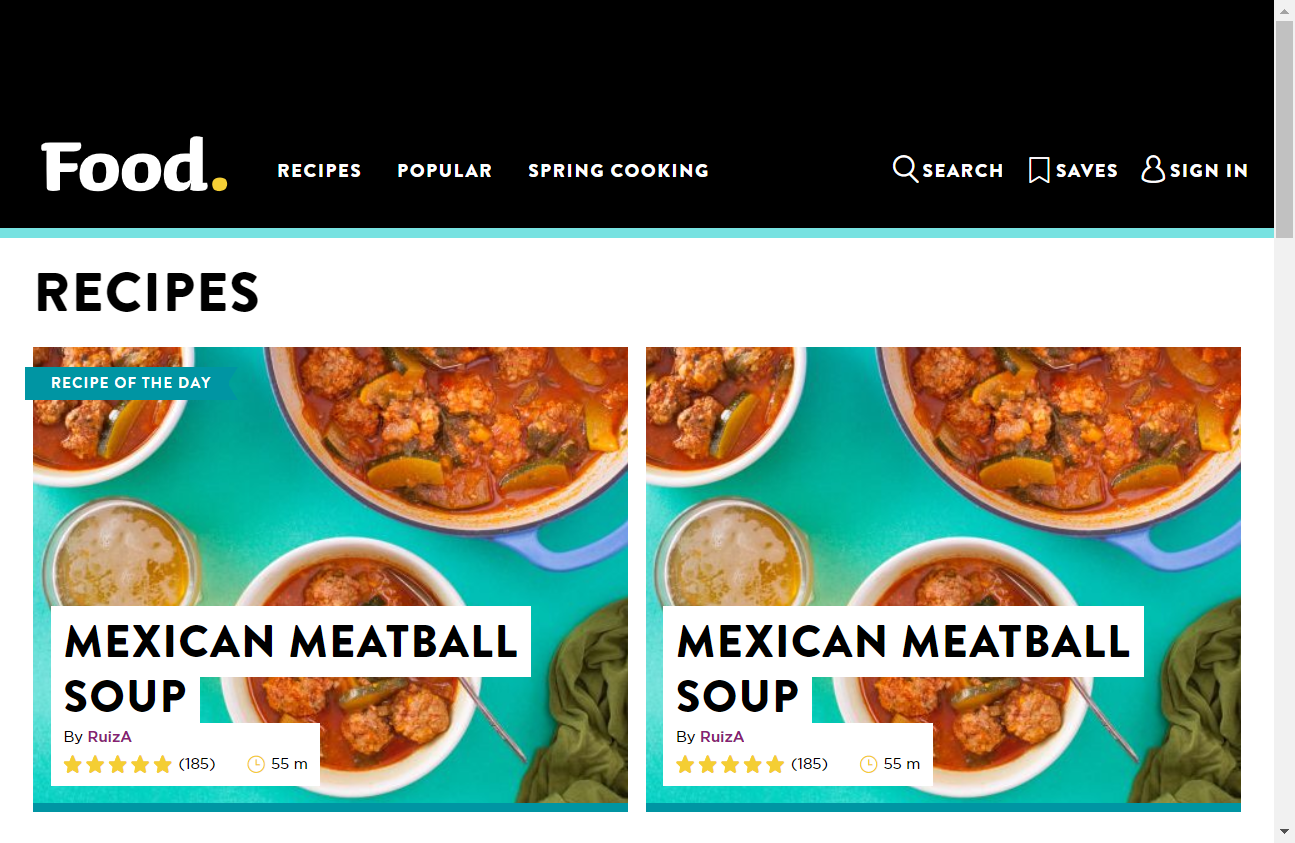 Food.
RECIPES
POPULAR
SPRING COOKING
SEARCH
SAVES
SIGN IN
RECIPES
RECIPE OF THE DAY
MEXICAN MEATBALL
SOUP
By RuizA
(185)
55 m
MEXICAN MEATBALL
SOUP
By RuizA
(185)
55 m